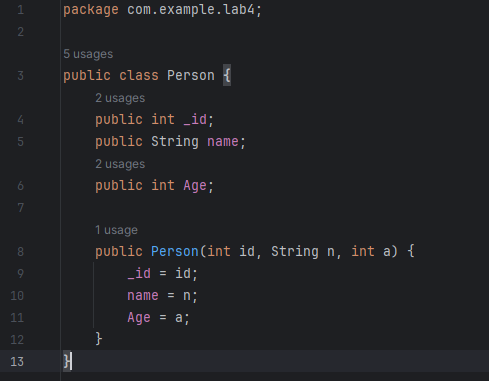 1 package com.example.lab4;
2
5 usages
3 public class Person {
2 usages
4 public int _id;
5 public String name;
2 usages
6 public int Age;
7
1 usage
8 public Person(int id, String n, int a) {
9 _id = id;
10 name = n;
11 Age = a;
12 }
13 }